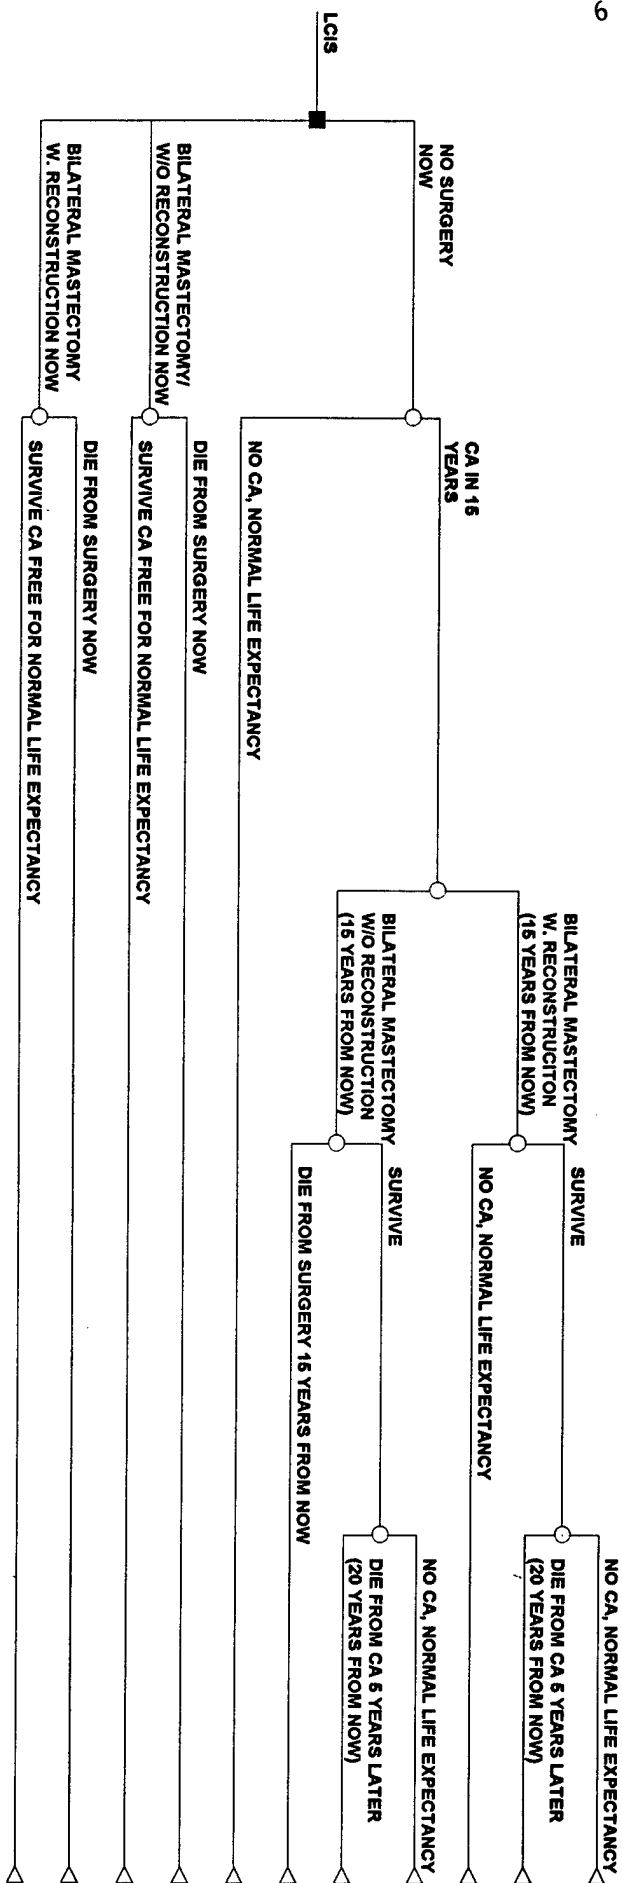 6
LCIS
NO SURGERY
NOW
CA IN 15
YEARS
BILATERAL MASTECTOMY
W. RECONSTRUCITON
(15 YEARS FROM NOW)
SURVIVE
NO CA, NORMAL LIFE EXPECTANCY
DIE FROM CA 5 YEARS LATER
(20 YEARS FROM NOW)
NO CA, NORMAL LIFE EXPECTANCY
BILATERAL MASTECTOMY
W/O RECONSTRUCTION
(15 YEARS FROM NOW)
SURVIVE
NO CA, NORMAL LIFE EXPECTANCY
DIE FROM CA 5 YEARS LATER
(20 YEARS FROM NOW)
DIE FROM SURGERY 15 YEARS FROM NOW
NO CA, NORMAL LIFE EXPECTANCY
BILATERAL MASTECTOMY/
W/O RECONSTRUCTION NOW
DIE FROM SURGERY NOW
SURVIVE CA FREE FOR NORMAL LIFE EXPECTANCY
BILATERAL MASTECTOMY
W. RECONSTRUCTION NOW
DIE FROM SURGERY NOW
SURVIVE CA FREE FOR NORMAL LIFE EXPECTANCY